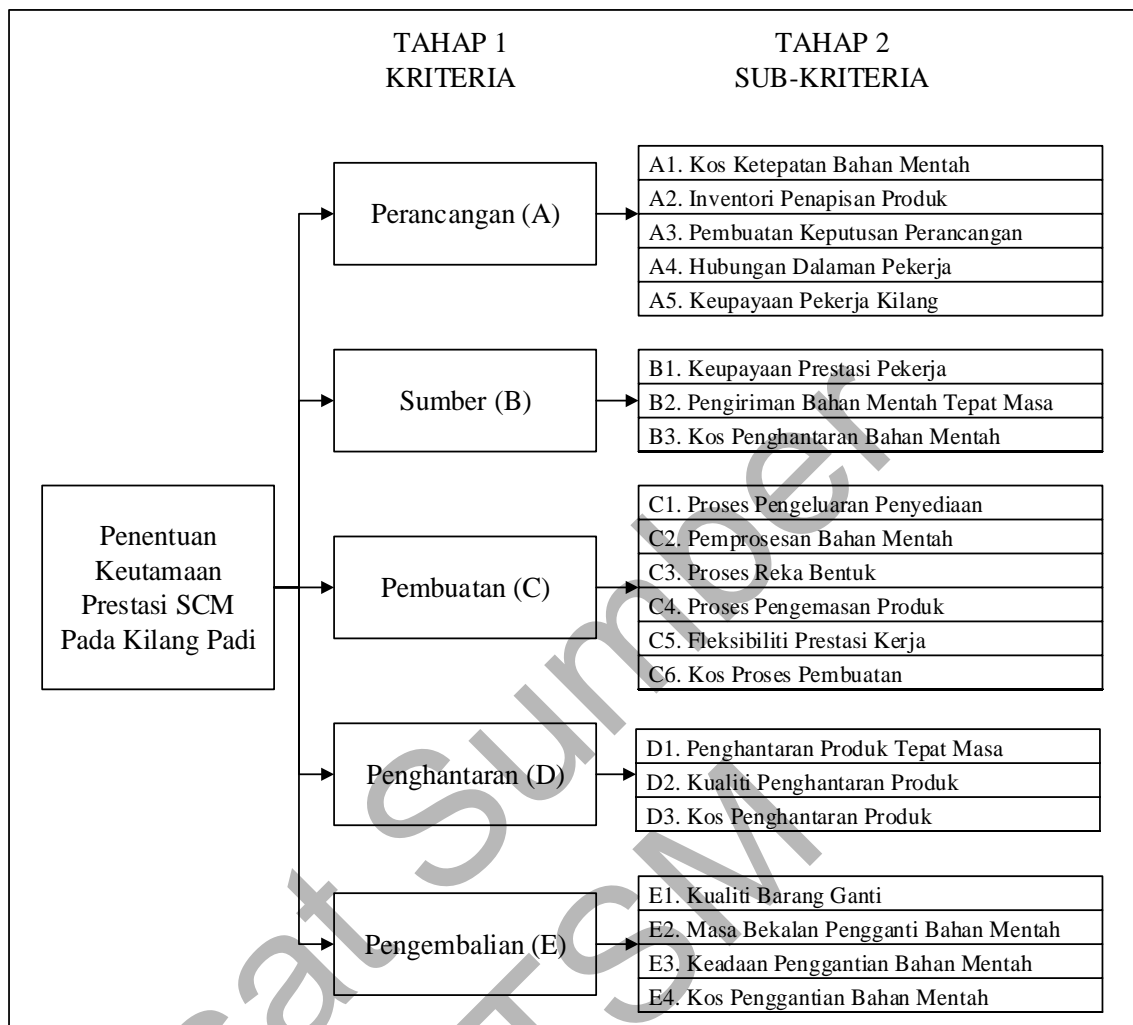 TAHAP 1
KRITERIA
TAHAP 2
SUB-KRITERIA
Penentuan
Keutamaan
Prestasi SCM
Pada Kilang Padi
Perancangan (A)
A1. Kos Ketepatan Bahan Mentah
A2. Inventori Penapisan Produk
A3. Pembuatan Keputusan Perancangan
A4. Hubungan Dalaman Pekerja
A5. Keupayaan Pekerja Kilang
Sumber (B)
B1. Keupayaan Prestasi Pekerja
B2. Pengiriman Bahan Mentah Tepat Masa
B3. Kos Penghantaran Bahan Mentah
Pembuatan (C)
C1. Proses Pengeluaran Penyediaan
C2. Pemprosesan Bahan Mentah
C3. Proses Reka Bentuk
C4. Proses Pengemasan Produk
C5. Fleksibiliti Prestasi Kerja
C6. Kos Proses Pembuatan
Penghantaran (D)
D1. Penghantaran Produk Tepat Masa
D2. Kualiti Penghantaran Produk
D3. Kos Penghantaran Produk
Pengembalian (E)
E1. Kualiti Barang Ganti
E2. Masa Bekalan Pengganti Bahan Mentah
E3. Keadaan Penggantian Bahan Mentah
E4. Kos Penggantian Bahan Mentah
sat Sumber
TSM